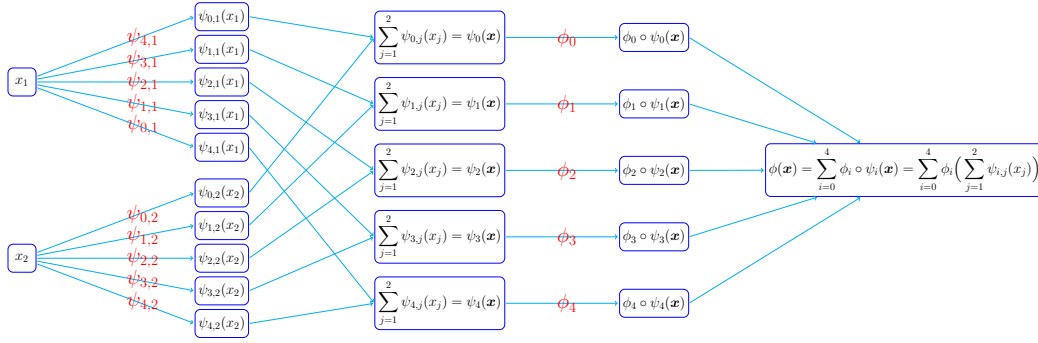 x_1
ψ_{4,1}
ψ_{3,1}
ψ_{2,1}
ψ_{1,1}
ψ_{0,1}
ψ_{0,1}(x_1)
ψ_{1,1}(x_1)
ψ_{2,1}(x_1)
ψ_{3,1}(x_1)
ψ_{4,1}(x_1)
x_2
ψ_{0,2}
ψ_{1,2}
ψ_{2,2}
ψ_{3,2}
ψ_{4,2}
ψ_{0,2}(x_2)
ψ_{1,2}(x_2)
ψ_{2,2}(x_2)
ψ_{3,2}(x_2)
ψ_{4,2}(x_2)
∑_{j=1}^{2} ψ_{0,j}(x_j) = ψ_0(𝒙)
∑_{j=1}^{2} ψ_{1,j}(x_j) = ψ_1(𝒙)
∑_{j=1}^{2} ψ_{2,j}(x_j) = ψ_2(𝒙)
∑_{j=1}^{2} ψ_{3,j}(x_j) = ψ_3(𝒙)
∑_{j=1}^{2} ψ_{4,j}(x_j) = ψ_4(𝒙)
ϕ_0
ϕ_1
ϕ_2
ϕ_3
ϕ_4
ϕ_0 ∘ ψ_0(𝒙)
ϕ_1 ∘ ψ_1(𝒙)
ϕ_2 ∘ ψ_2(𝒙)
ϕ_3 ∘ ψ_3(𝒙)
ϕ_4 ∘ ψ_4(𝒙)
ϕ(𝒙) = ∑_{i=0}^{4} ϕ_i ∘ ψ_i(𝒙) = ∑_{i=0}^{4} ϕ_i(∑_{j=1}^{2} ψ_{i,j}(x_j))